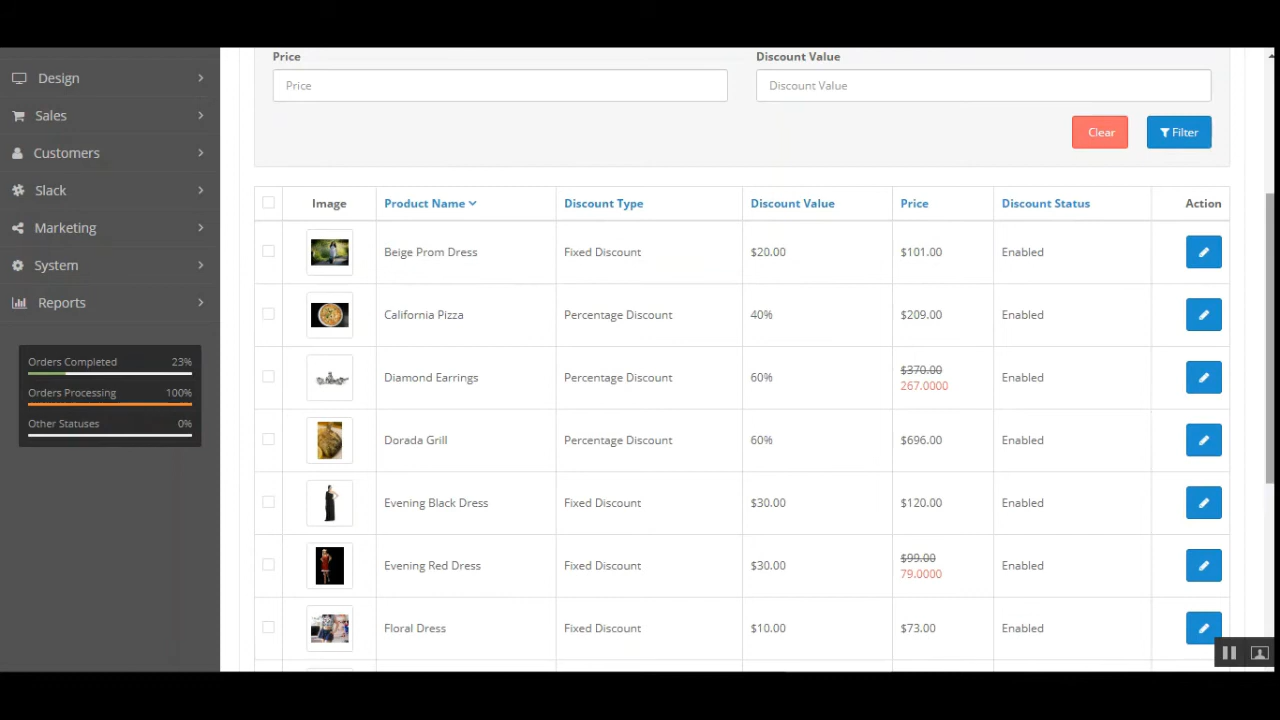 Design
Sales
Customers
Slack
Marketing
System
Reports
Orders Completed 23%
Orders Processing 100%
Other Statuses 0%
Price Discount Value
Price Discount Value
Clear Filter
Image Product Name Discount Type Discount Value Price Discount Status Action
Beige Prom Dress Fixed Discount $20.00 $101.00 Enabled
California Pizza Percentage Discount 40% $209.00 Enabled
Diamond Earrings Percentage Discount 60% $370.00 Enabled
267.0000
Dorada Grill Percentage Discount 60% $696.00 Enabled
Evening Black Dress Fixed Discount $30.00 $120.00 Enabled
Evening Red Dress Fixed Discount $30.00 $99.00 Enabled
79.0000
Floral Dress Fixed Discount $10.00 $73.00 Enabled